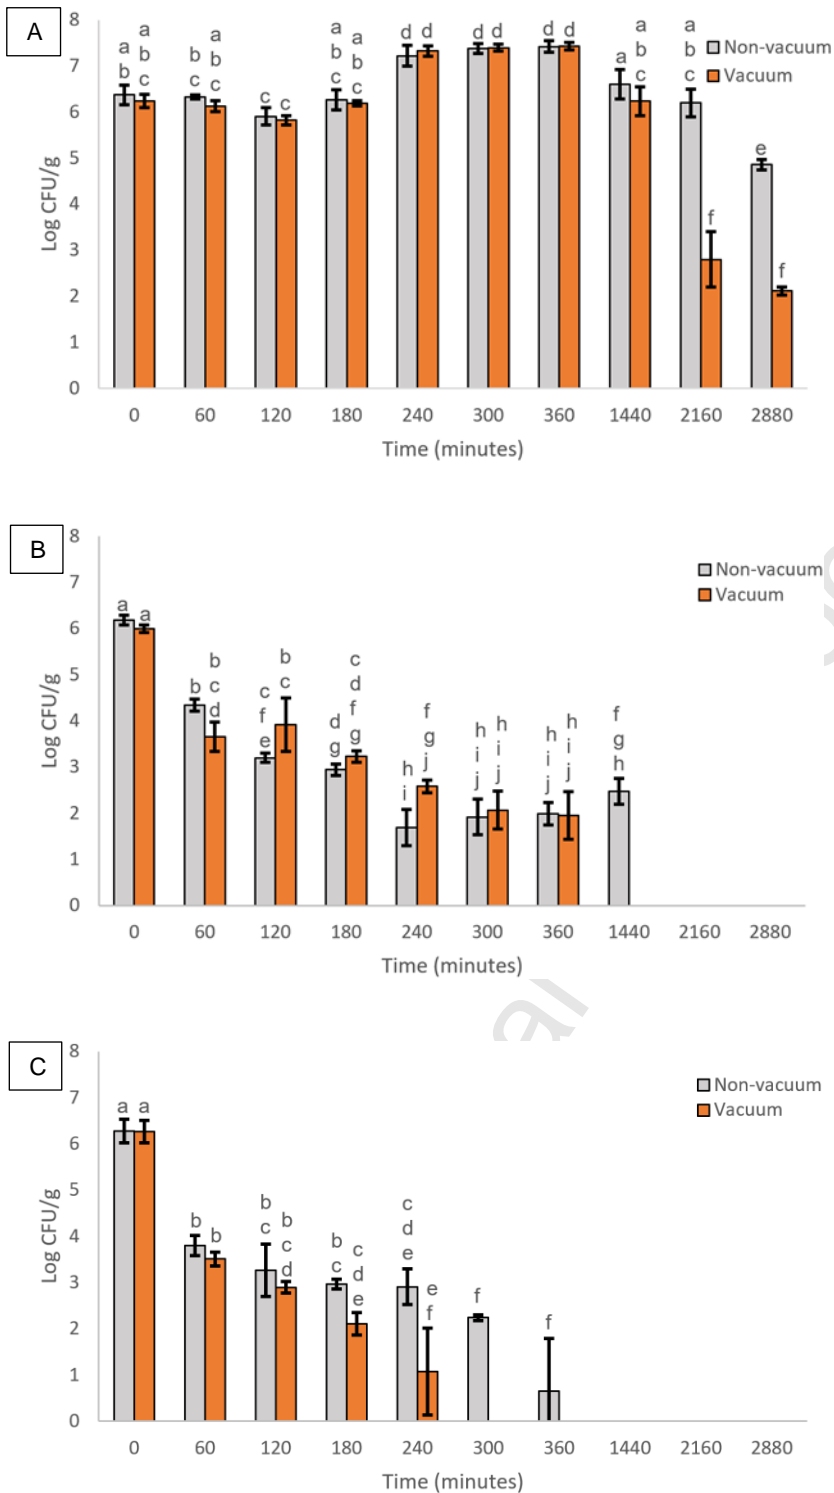 A
8
7
6
5
4
3
2
1
0
Log CFU/g
Non-vacuum
Vacuum
a b
a b c
b c
a b c
c
c
a b c
a b c
d
d
d
d
d
d
a
a b c
a b c
f
e
f
0 60 120 180 240 300 360 1440 2160 2880
Time (minutes)
B
8
7
6
5
4
3
2
1
0
Log CFU/g
Non-vacuum
Vacuum
a
a
b
b c d
c f e
b c
d g
c d f g
h i
f g j
h i j
h i j
h i j
h i j
f g h
0 60 120 180 240 300 360 1440 2160 2880
Time (minutes)
C
8
7
6
5
4
3
2
1
0
Log CFU/g
Non-vacuum
Vacuum
a
a
b
b
b c
b c d
b c
c d e
c d e
e f
f
f
0 60 120 180 240 300 360 1440 2160 2880
Time (minutes)